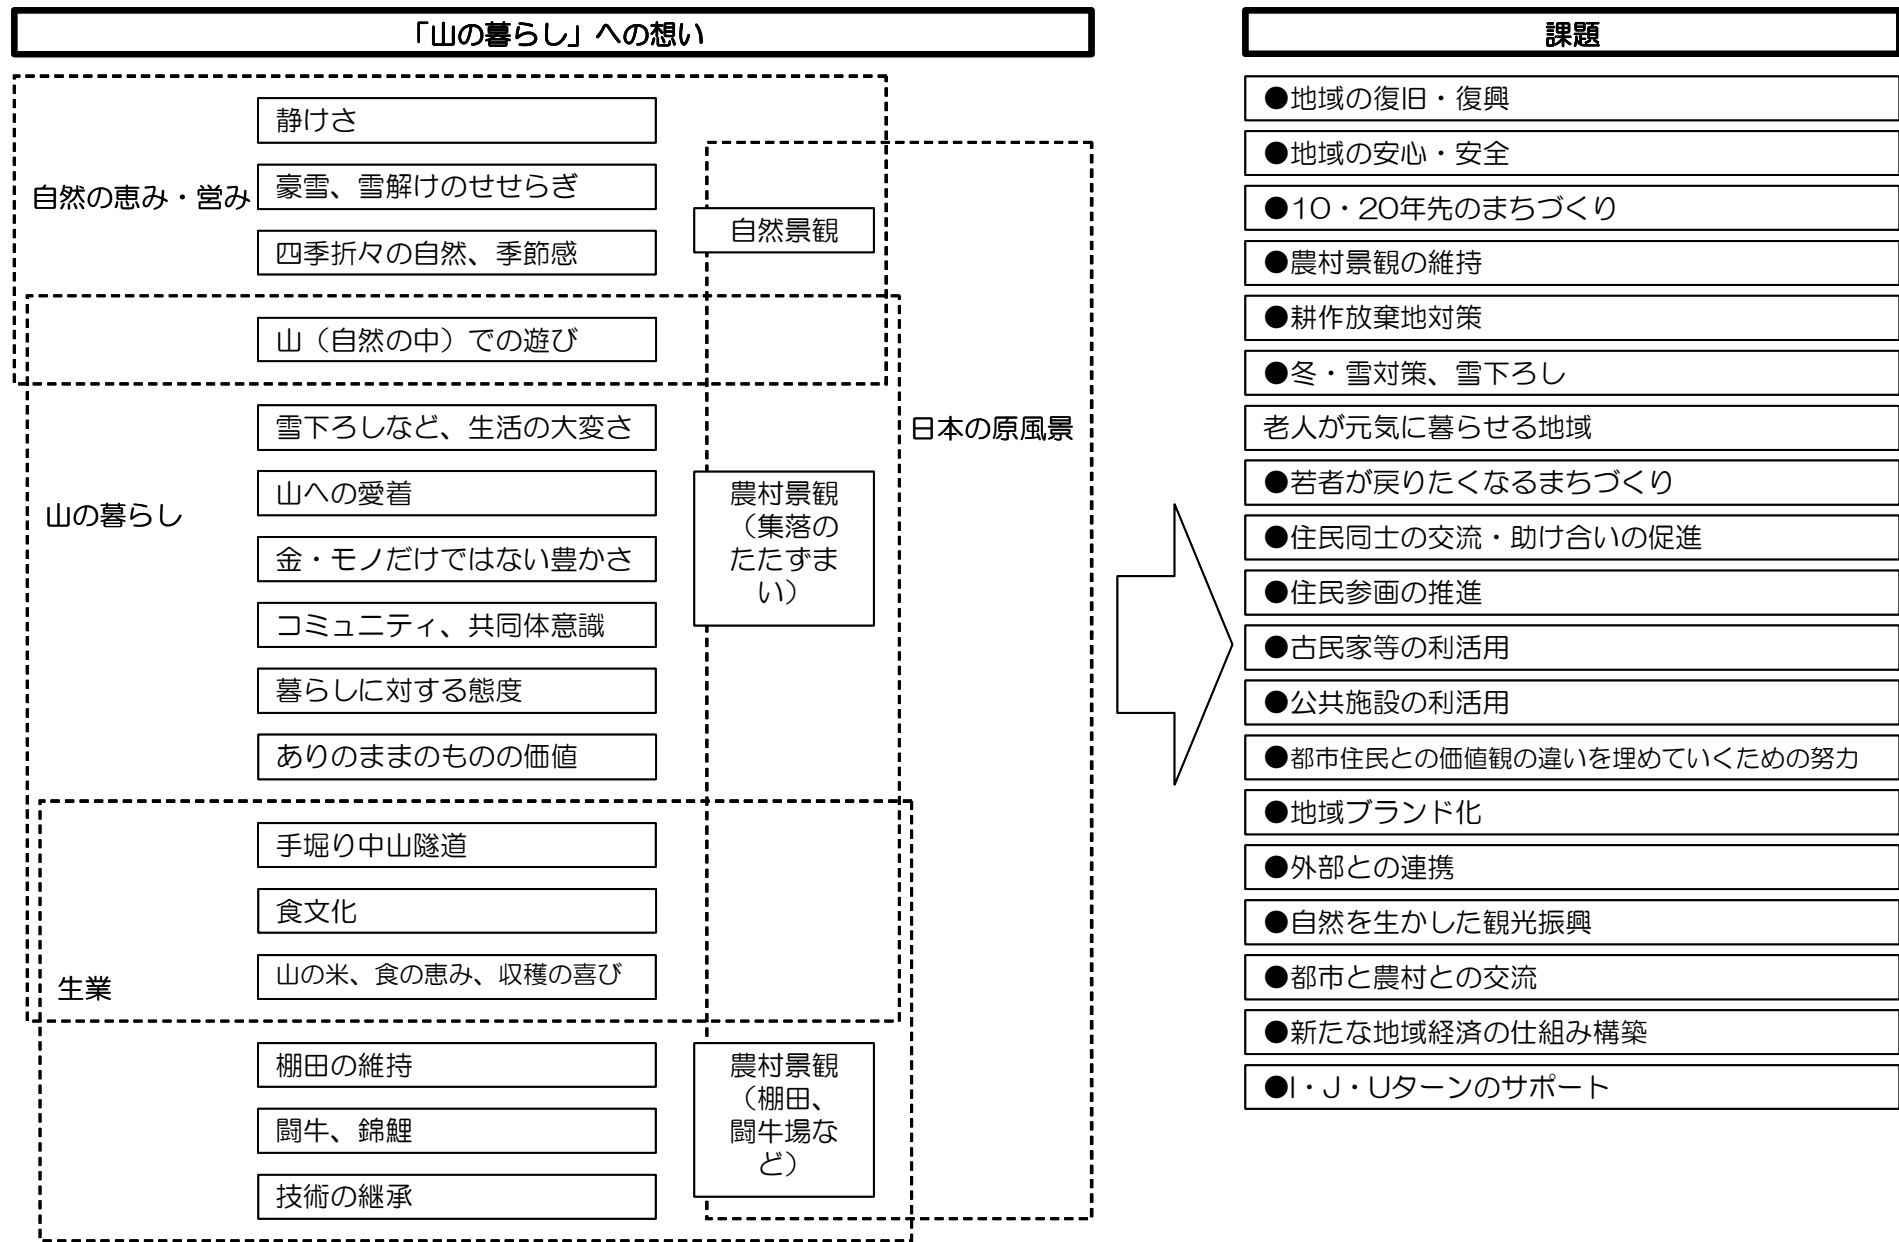 「山の暮らし」への想い
自然の恵み・営み
静けさ
豪雪、雪解けのせせらぎ
四季折々の自然、季節感
山（自然の中）での遊び
山の暮らし
雪下ろしなど、生活の大変さ
山への愛着
金・モノだけではない豊かさ
コミュニティ、共同体意識
暮らしに対する態度
ありのままのものの価値
生業
手堀り中山隧道
食文化
山の米、食の恵み、収穫の喜び
棚田の維持
闘牛、錦鯉
技術の継承
自然景観
農村景観
（集落の
たたずま
い）
農村景観
（棚田、
闘牛場な
ど）
日本の原風景
課題
●地域の復旧・復興
●地域の安心・安全
●10・20年先のまちづくり
●農村景観の維持
●耕作放棄地対策
●冬・雪対策、雪下ろし
老人が元気に暮らせる地域
●若者が戻りたくなるまちづくり
●住民同士の交流・助け合いの促進
●住民参画の推進
●古民家等の利活用
●公共施設の利活用
●都市住民との価値観の違いを埋めていくための努力
●地域ブランド化
●外部との連携
●自然を生かした観光振興
●都市と農村との交流
●新たな地域経済の仕組み構築
●I・J・Uターンのサポート